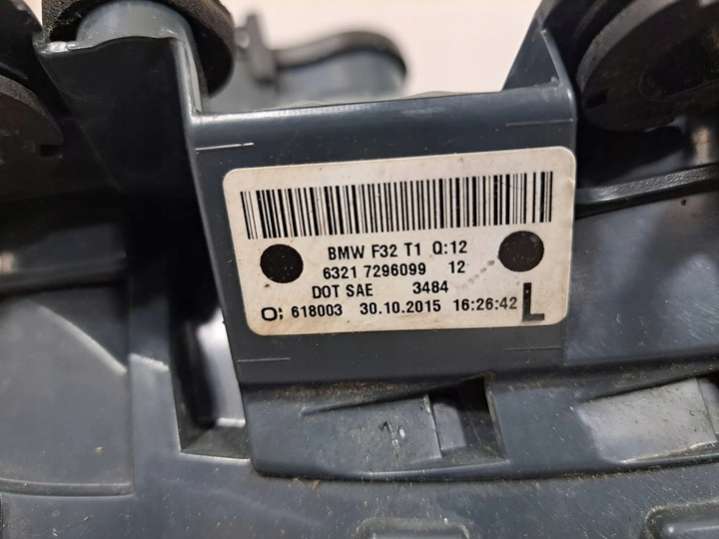 BMW F32 T1 Q:12
6321 7296099 12
DOT SAE 3484
618003 30.10.2015 16:26:42 L